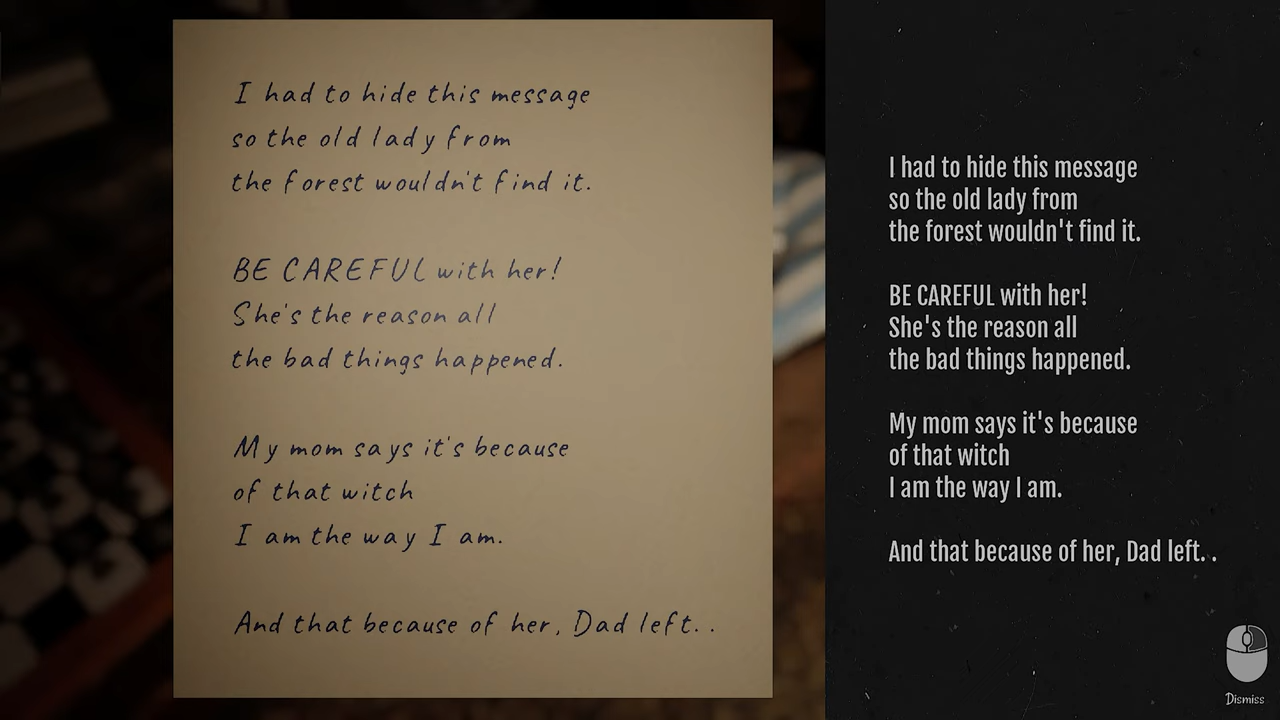 I had to hide this message
so the old lady from
the forest wouldn't find it.
BE CAREFUL with her!
She's the reason all
the bad things happened.
My mom says it's because
of that witch
I am the way I am.
And that because of her, Dad left. .
I had to hide this message
so the old lady from
the forest wouldn't find it.
BE CAREFUL with her!
She's the reason all
the bad things happened.
My mom says it's because
of that witch
I am the way I am.
And that because of her, Dad left. .
Dismiss